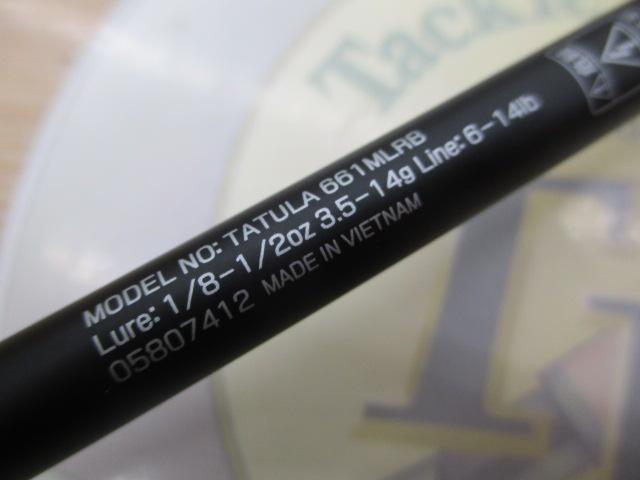 Tackle
MODEL NO: TATULA 661MLRB
Lure: 1/8-1/2oz 3.5-14g Line: 6-14lb
05807412 MADE IN VIETNAM